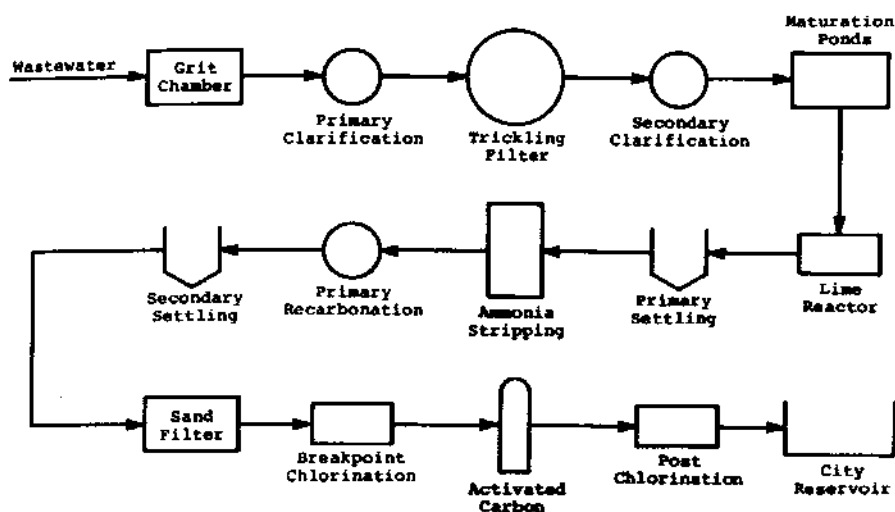 Wastewater
Grit
Chamber
Primary
Clarification
Trickling
Filter
Secondary
Clarification
Maturation
Ponds
Secondary
Settling
Primary
Recarbonation
Ammonia
Stripping
Primary
Settling
Lime
Reactor
Sand
Filter
Breakpoint
Chlorination
Activated
Carbon
Post
Chlorination
City
Reservoir